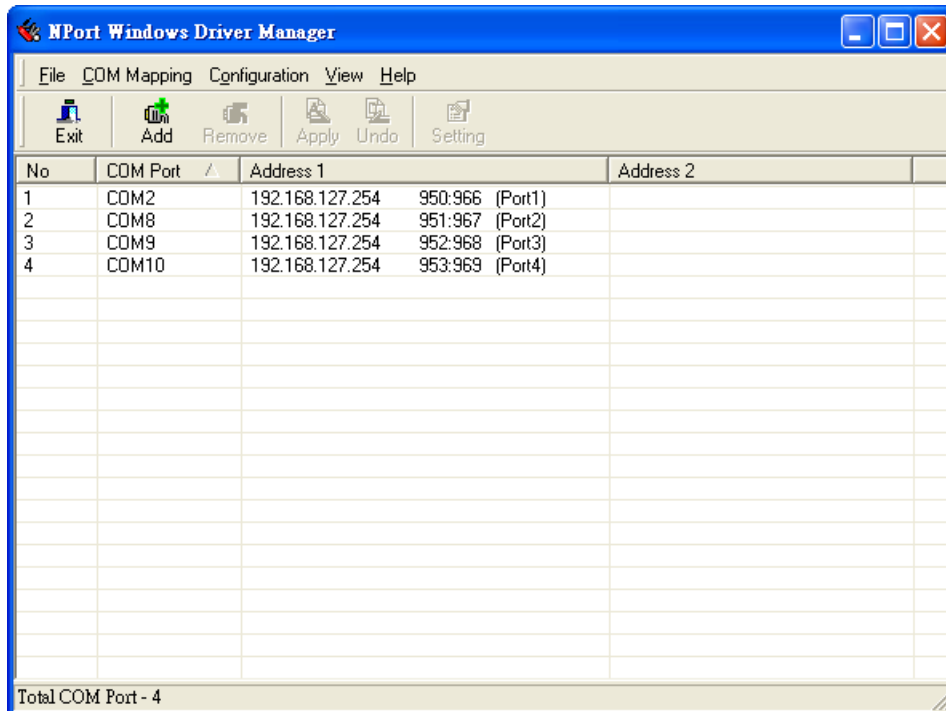 NPort Windows Driver Manager
File COM Mapping Configuration View Help
Exit Add Remove Apply Undo Setting
No COM Port Address 1 Address 2
1 COM2 192.168.127.254 950:966 (Port1)
2 COM8 192.168.127.254 951:967 (Port2)
3 COM9 192.168.127.254 952:968 (Port3)
4 COM10 192.168.127.254 953:969 (Port4)
Total COM Port - 4